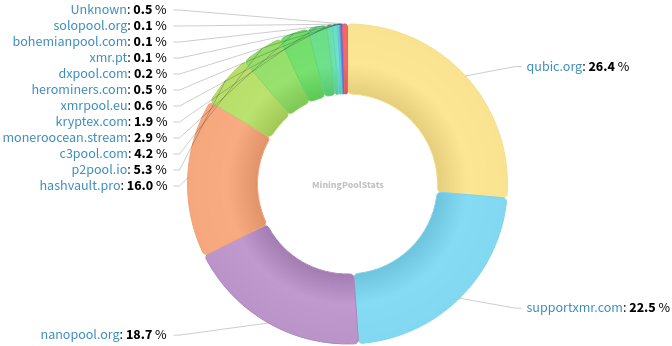 Unknown: 0.5 %
solopool.org: 0.1 %
bohemianpool.com: 0.1 %
xmr.pt: 0.1 %
dxpool.com: 0.2 %
herominers.com: 0.5 %
xmrpool.eu: 0.6 %
kryptex.com: 1.9 %
moneroocean.stream: 2.9 %
c3pool.com: 4.2 %
p2pool.io: 5.3 %
hashvault.pro: 16.0 %
nanopool.org: 18.7 %
MiningPoolStats
qubic.org: 26.4 %
supportxmr.com: 22.5 %